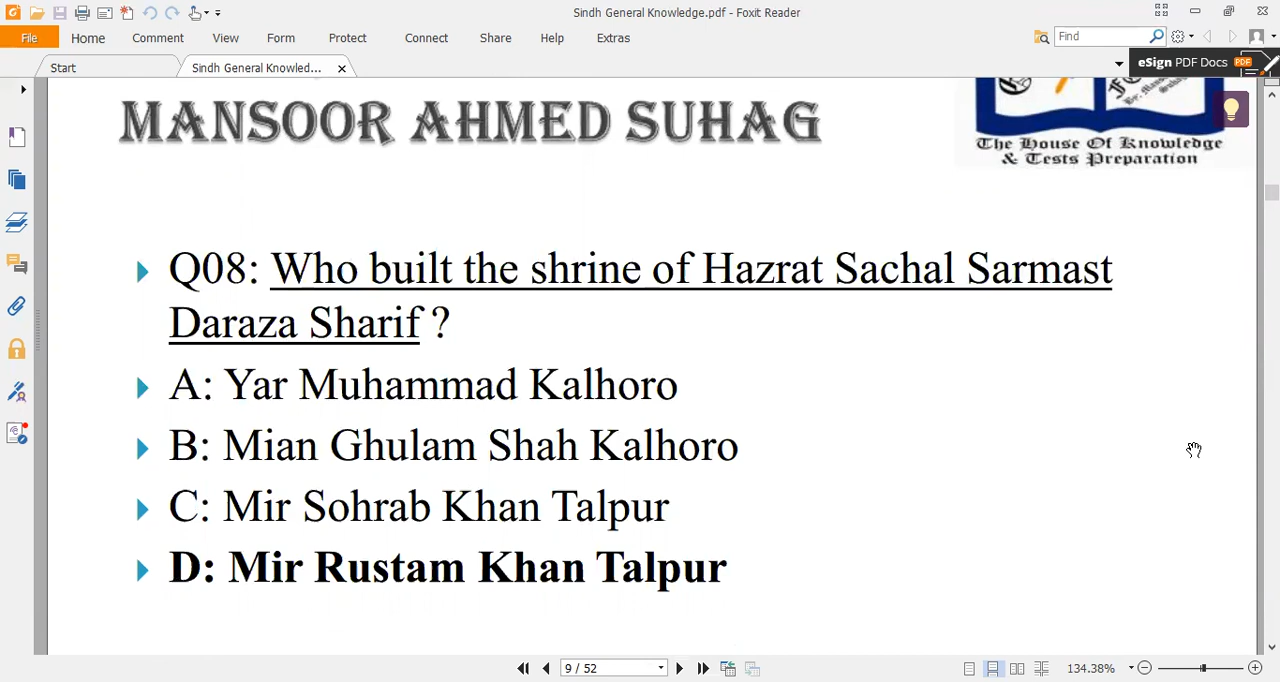 Sindh General Knowledge.pdf - Foxit Reader
File Home Comment View Form Protect Connect Share Help Extras
Find
Start
Sindh General Knowled...
eSign PDF Docs
MANSOOR AHMED SUHAG
The House Of Knowledge
& Tests Preparation
Q08: Who built the shrine of Hazrat Sachal Sarmast
Daraza Sharif ?
A: Yar Muhammad Kalhoro
B: Mian Ghulam Shah Kalhoro
C: Mir Sohrab Khan Talpur
D: Mir Rustam Khan Talpur
9 / 52
134.38%